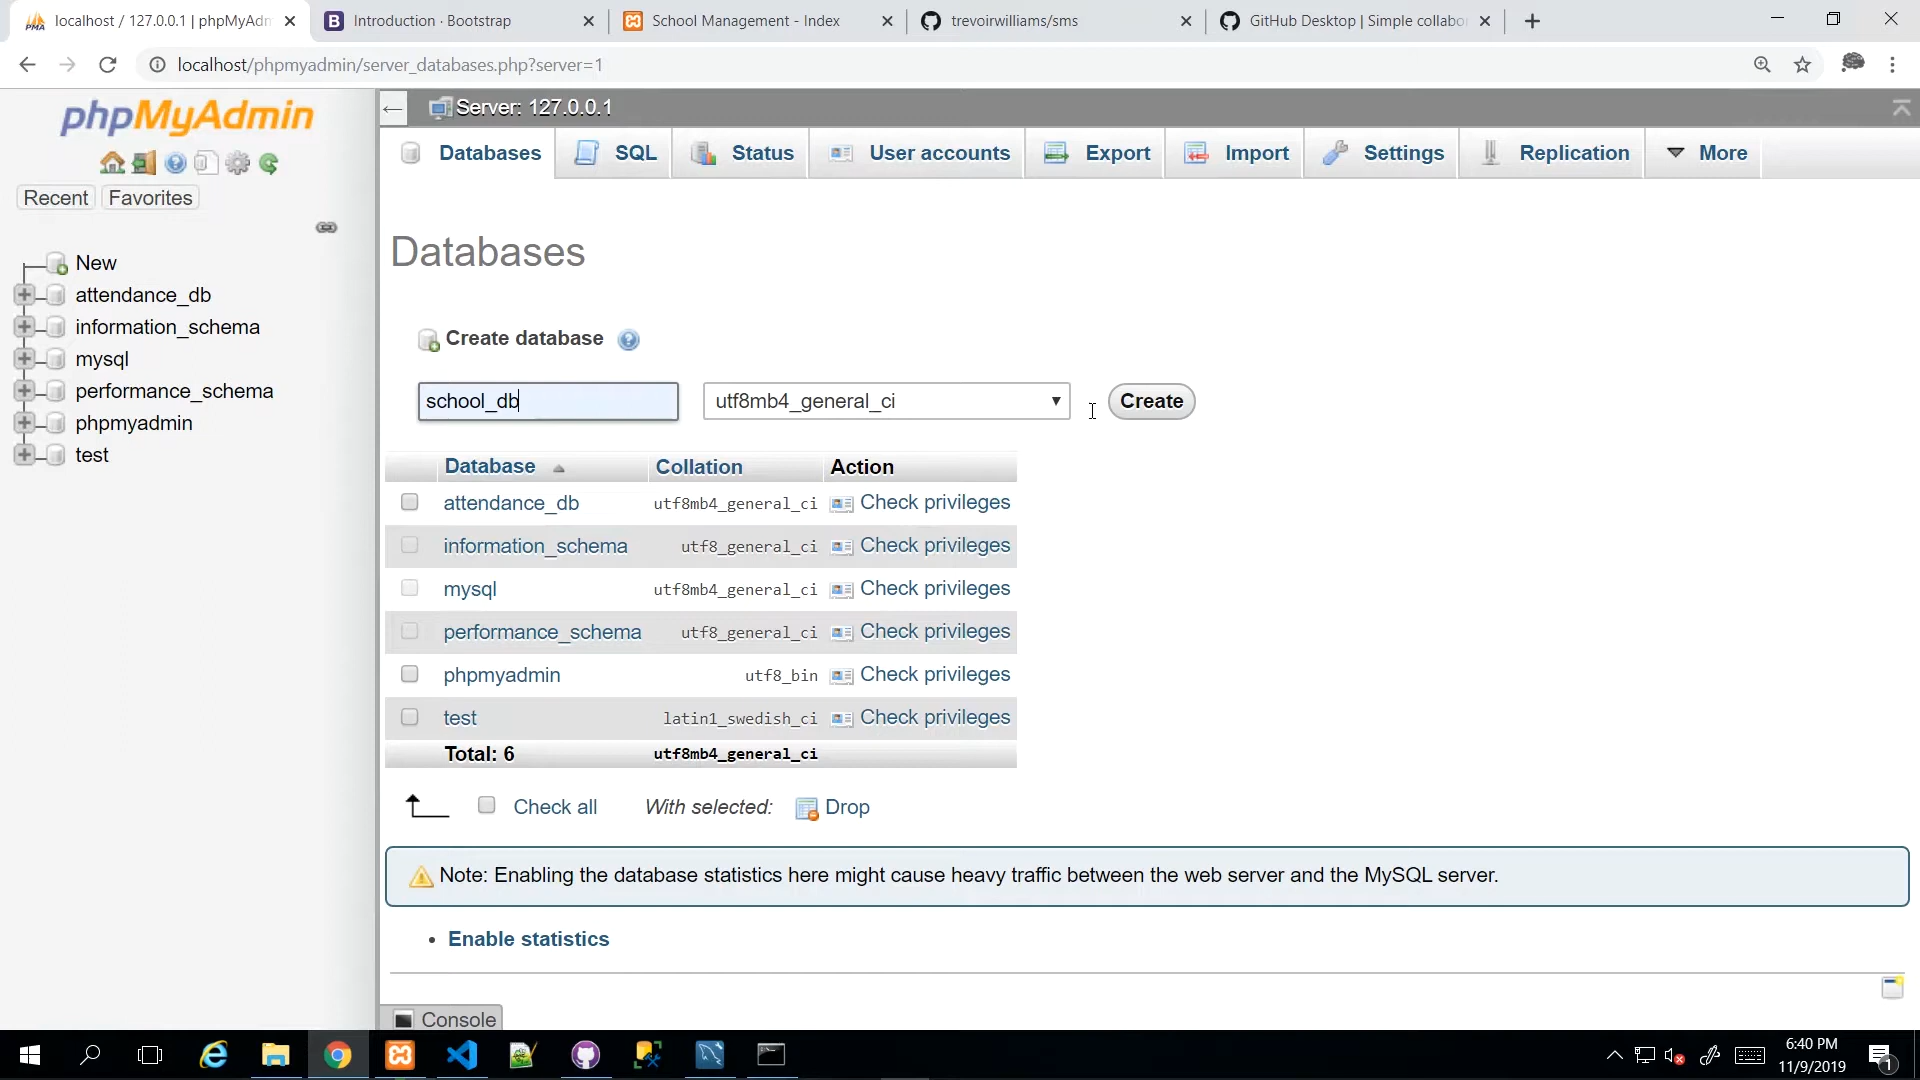 localhost / 127.0.0.1 | phpMyAdm
Introduction · Bootstrap
School Management - Index
trevoirwilliams/sms
GitHub Desktop | Simple collabo
localhost/phpmyadmin/server_databases.php?server=1
phpMyAdmin
Recent
Favorites
New
attendance_db
information_schema
mysql
performance_schema
phpmyadmin
test
Server: 127.0.0.1
Databases
SQL
Status
User accounts
Export
Import
Settings
Replication
More
Databases
Create database
school_db
utf8mb4_general_ci
Create
Database Collation Action
attendance_db utf8mb4_general_ci Check privileges
information_schema utf8_general_ci Check privileges
mysql utf8mb4_general_ci Check privileges
performance_schema utf8_general_ci Check privileges
phpmyadmin utf8_bin Check privileges
test latin1_swedish_ci Check privileges
Total: 6 utf8mb4_general_ci
Check all With selected: Drop
Note: Enabling the database statistics here might cause heavy traffic between the web server and the MySQL server.
Enable statistics
Console
6:40 PM
11/9/2019
1